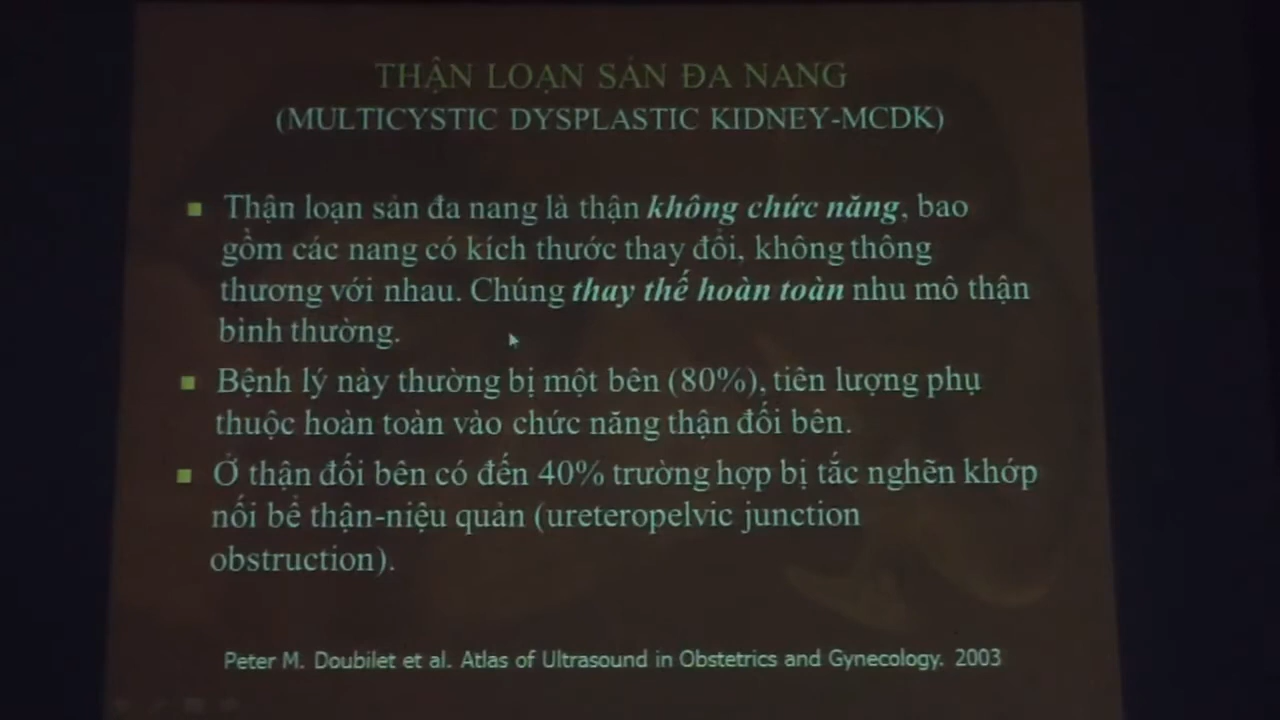 THẬN LOẠN SẢN ĐA NANG
(MULTICYSTIC DYSPLASTIC KIDNEY-MCDK)
Thận loạn sản đa nang là thận không chức năng, bao
gồm các nang có kích thước thay đổi, không thông
thương với nhau. Chúng thay thế hoàn toàn nhu mô thận
bình thường.
Bệnh lý này thường bị một bên (80%), tiên lượng phụ
thuộc hoàn toàn vào chức năng thận đối bên.
Ở thận đối bên có đến 40% trường hợp bị tắc nghẽn khớp
nối bể thận-niệu quản (ureteropelvic junction
obstruction).
Peter M. Doubilet et al. Atlas of Ultrasound in Obstetrics and Gynecology. 2003